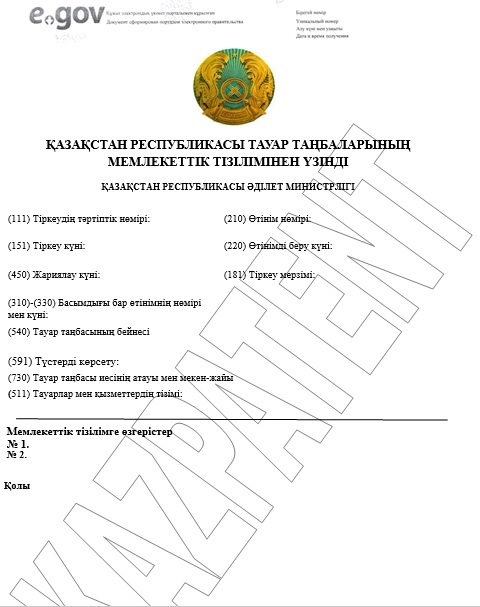 e.gov
Құжат электрондық үкімет порталымен құрылған
Документ сформирован порталом электронного правительства
Бірегей нөмір
Уникальный номер
Алу күні мен уақыты
Дата и время получения
ҚАЗАҚСТАН РЕСПУБЛИКАСЫ ТАУАР ТАҢБАЛАРЫНЫҢ
МЕМЛЕКЕТТІК ТІЗІЛІМІНЕН ҮЗІНДІ
ҚАЗАҚСТАН РЕСПУБЛИКАСЫ ӘДІЛЕТ МИНИСТРЛІГІ
(111) Тіркеудің тәртіптік нөмірі:
(210) Өтінім нөмірі:
(151) Тіркеу күні:
(220) Өтінімді беру күні:
(450) Жариялау күні:
(181) Тіркеу мерзімі:
(310)-(330) Басымдығы бар өтінімнің нөмірі
мен күні:
(540) Тауар таңбасының бейнесі
(591) Түстерді көрсету:
(730) Тауар таңбасы иесінің атауы мен мекен-жайы
(511) Тауарлар мен қызметтердің тізімі:
Мемлекеттік тізілімге өзгерістер
№ 1.
№ 2.
Қолы
KAZPATENT